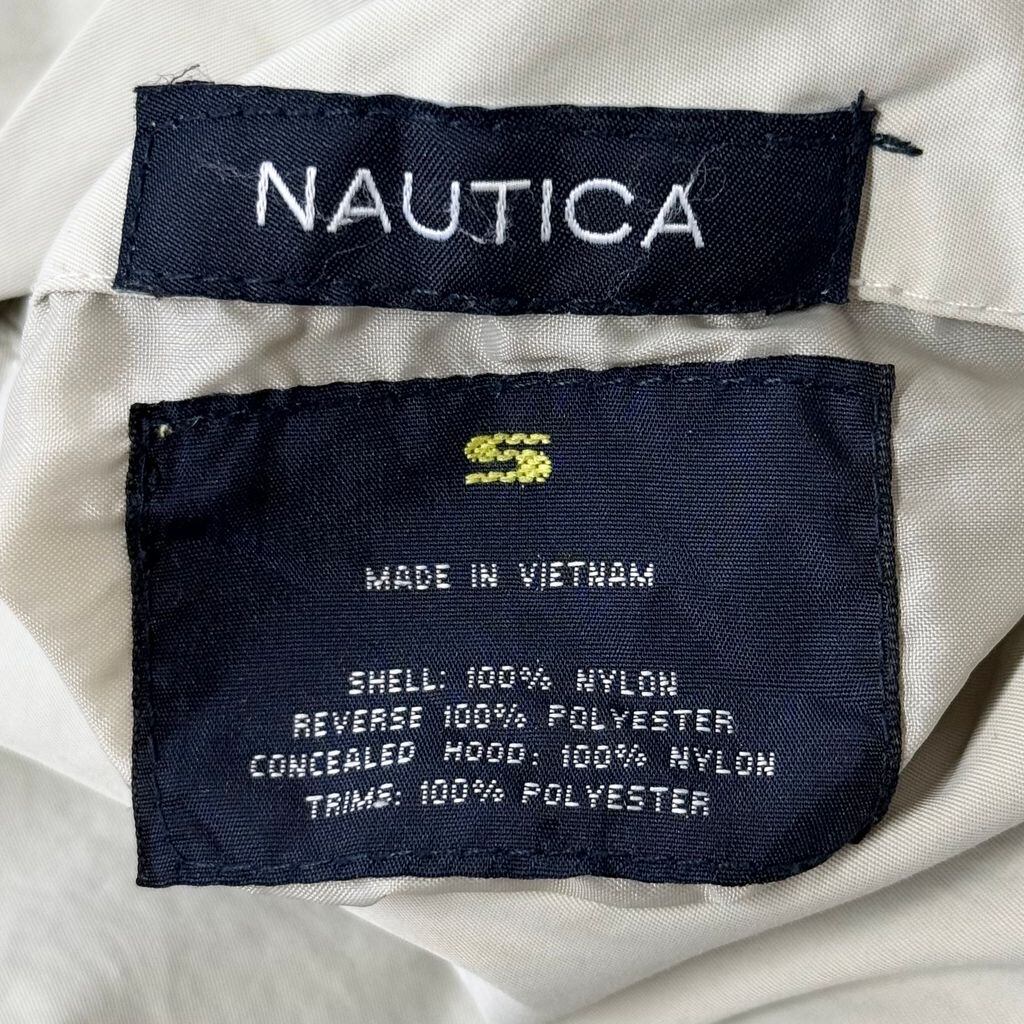 NAUTICA
S
MADE IN VIETNAM
SHELL: 100% NYLON
REVERSE 100% POLYESTER
CONCEALED HOOD: 100% NYLON
TRIMS: 100% POLYESTER